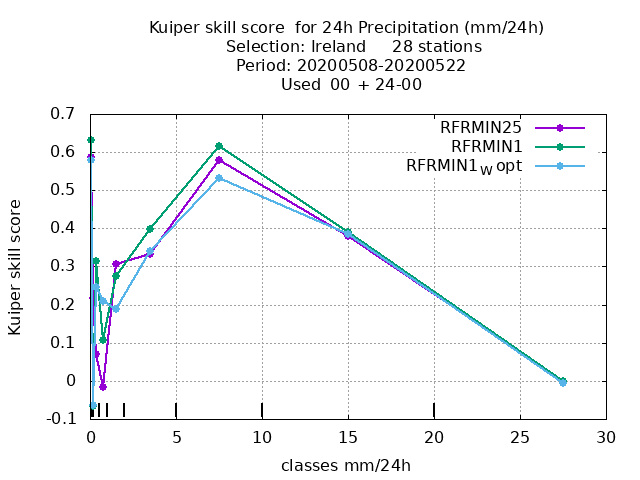 Kuiper skill score for 24h Precipitation (mm/24h)
Selection: Ireland 28 stations
Period: 20200508-20200522
Used 00 + 24-00
RFRMIN25
RFRMIN1
RFRMIN1W opt
Kuiper skill score
0.7
0.6
0.5
0.4
0.3
0.2
0.1
0
-0.1
0 5 10 15 20 25 30
classes mm/24h